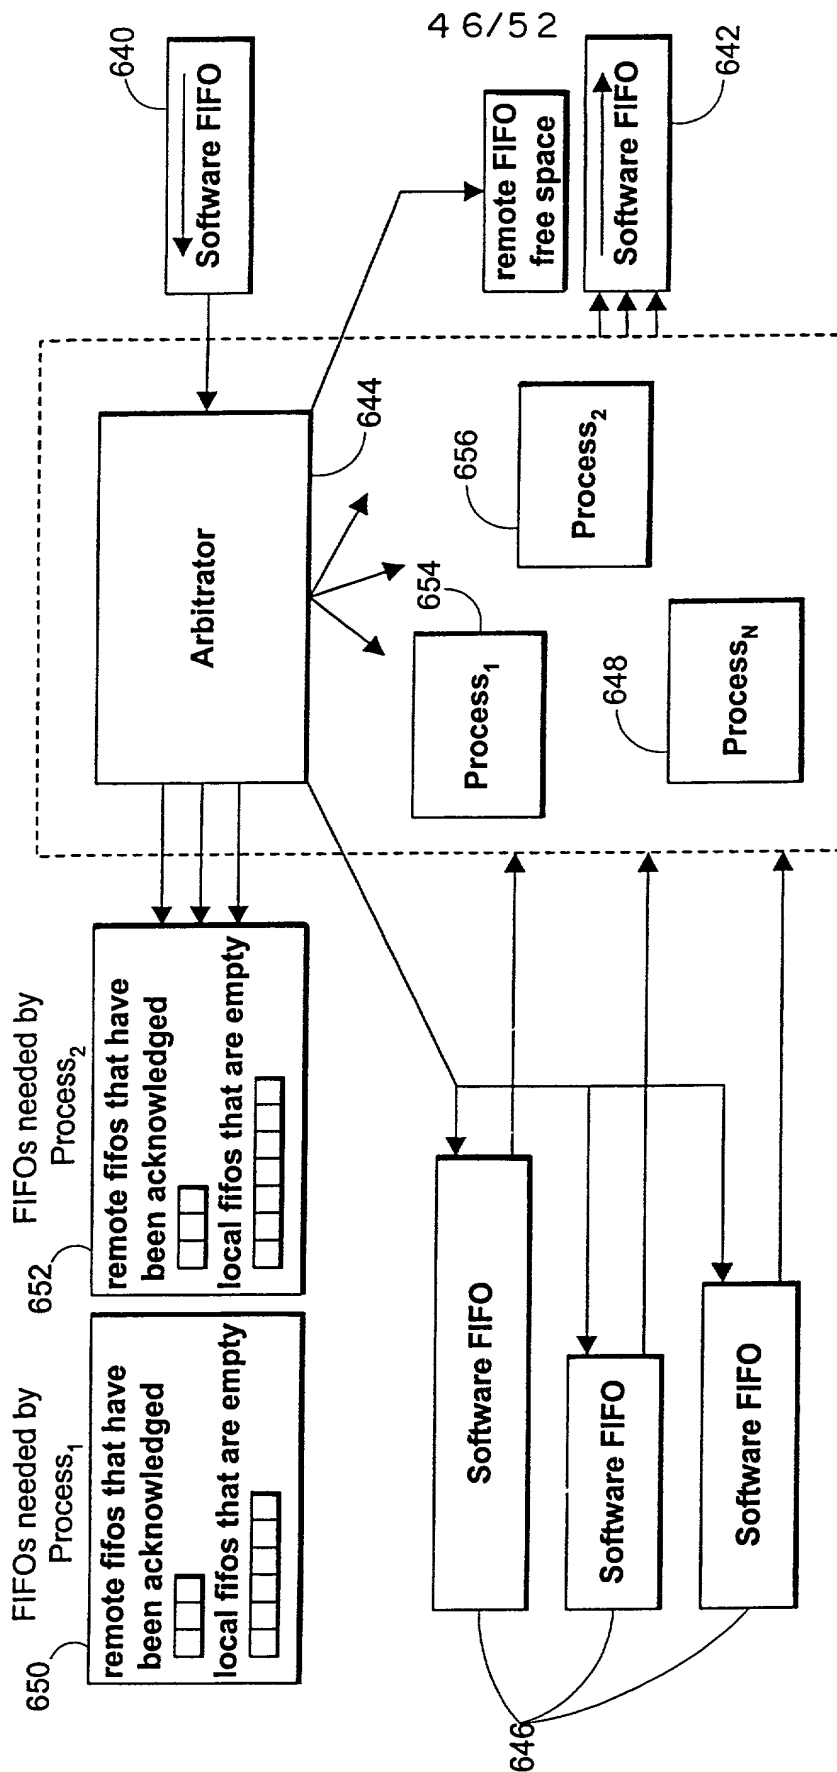 46/52
650
FIFOs needed by
Process₁
remote fifos that have
been acknowledged
local fifos that are empty
652
FIFOs needed by
Process₂
remote fifos that have
been acknowledged
local fifos that are empty
Arbitrator
644
Software FIFO
640
remote FIFO
free space
Software FIFO
642
654
Process₁
656
Process₂
648
Process_N
Software FIFO
Software FIFO
Software FIFO
646